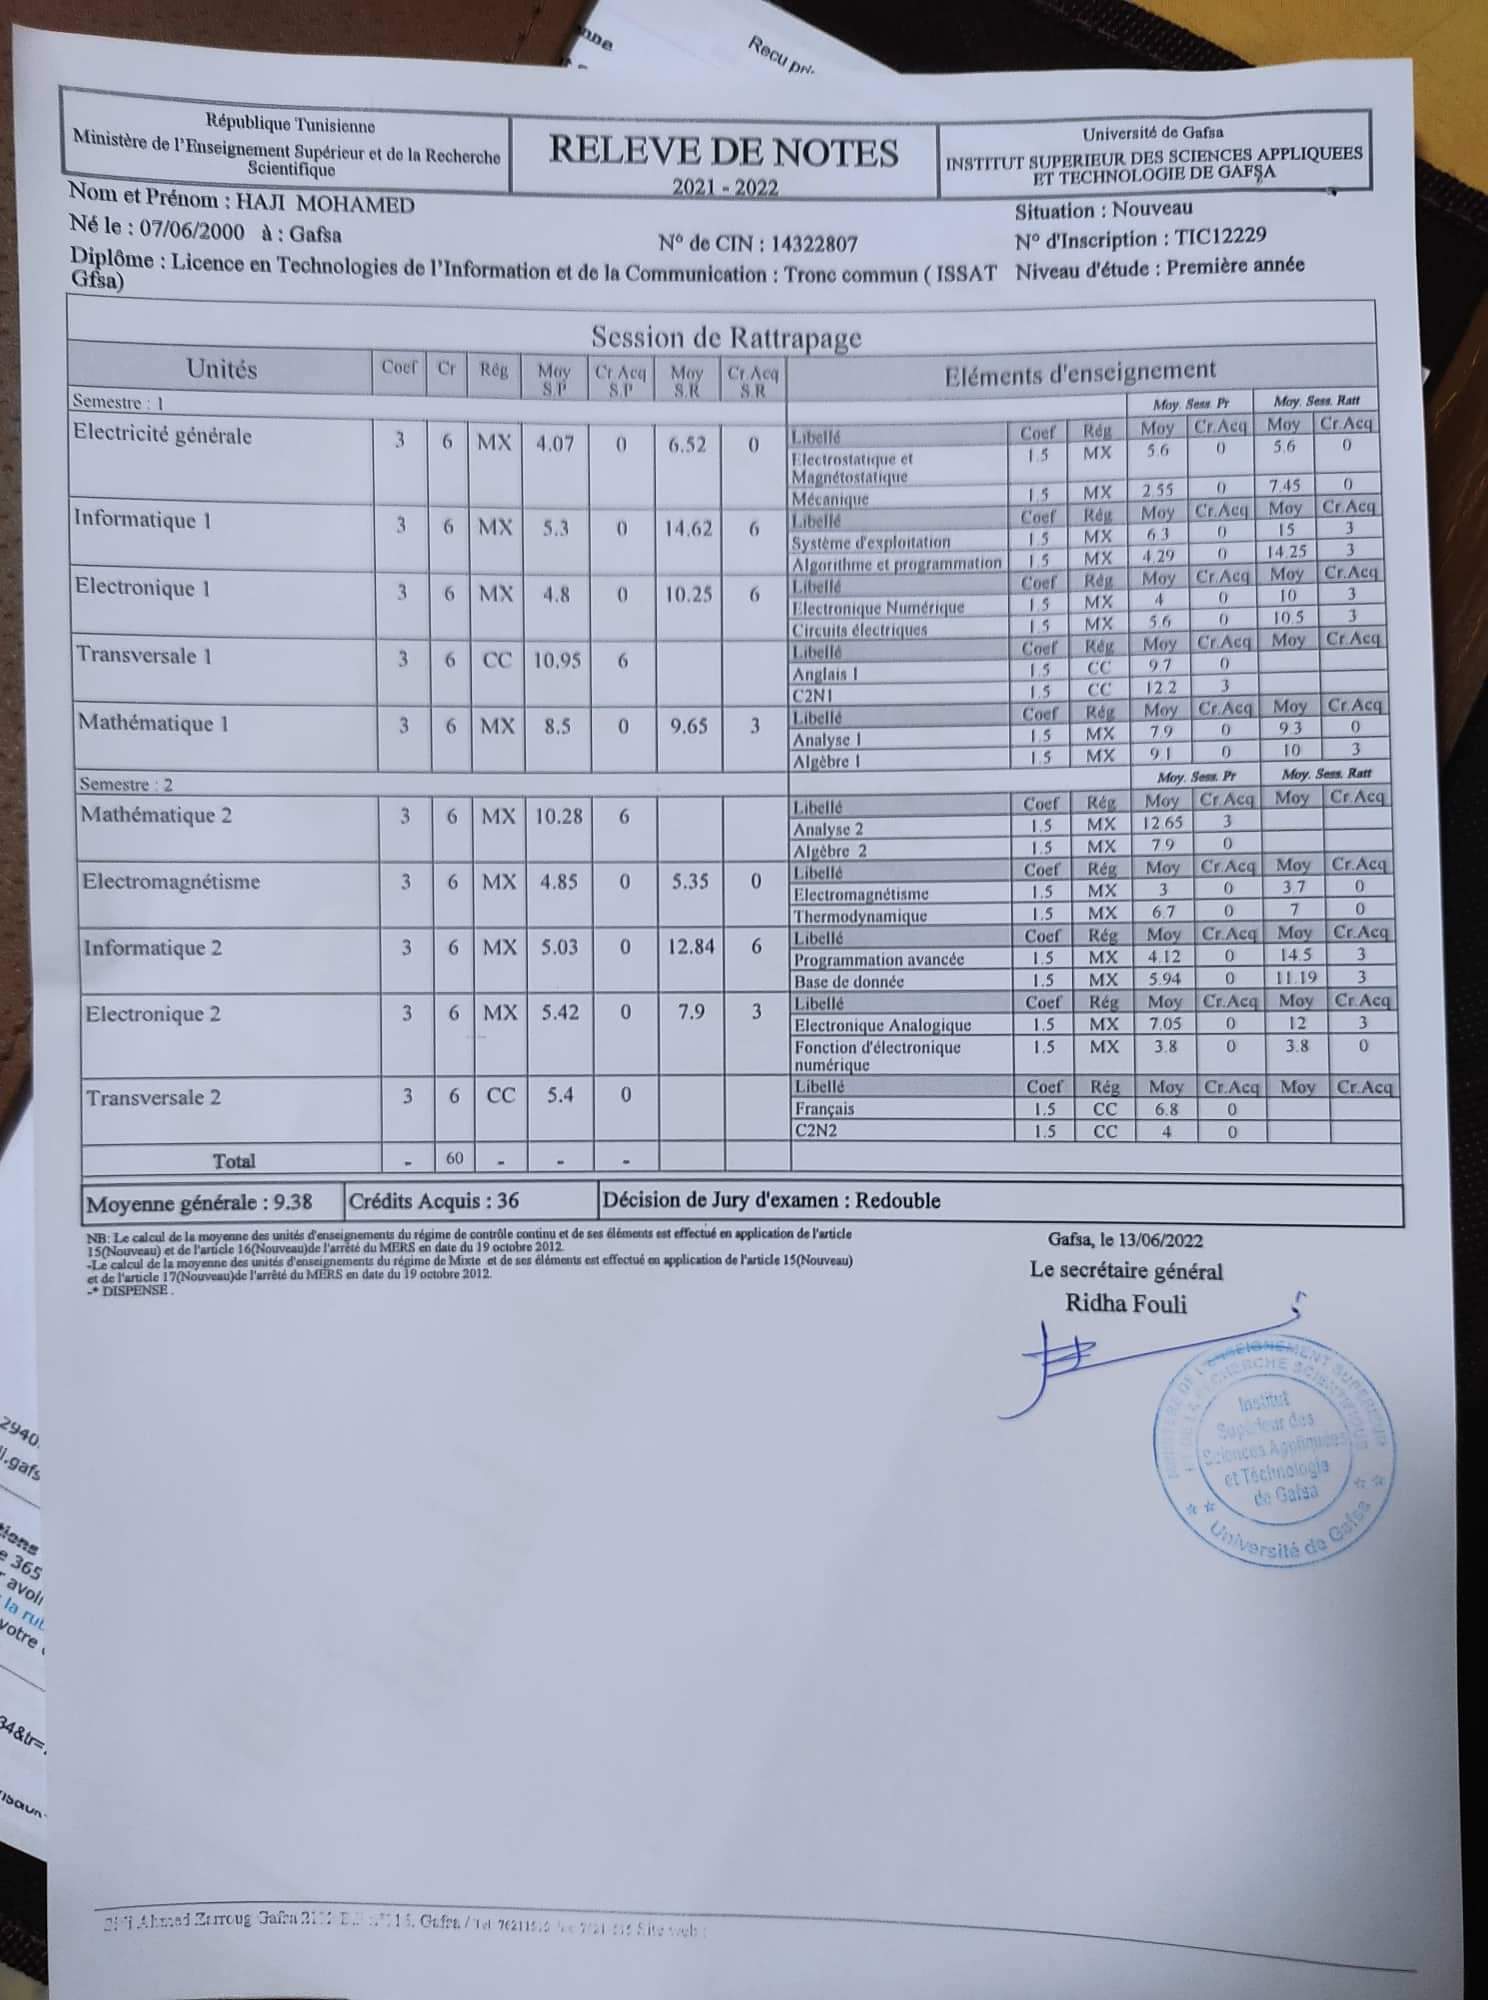 nne
Reçu pri
République Tunisienne
Ministère de l'Enseignement Supérieur et de la Recherche
Scientifique
RELEVE DE NOTES
2021 - 2022
Université de Gafsa
INSTITUT SUPERIEUR DES SCIENCES APPLIQUEES
ET TECHNOLOGIE DE GAFSA
Nom et Prénom : HAJI MOHAMED
Situation : Nouveau
Né le : 07/06/2000 à : Gafsa
N° de CIN : 14322807
N° d'Inscription : TIC12229
Diplôme : Licence en Technologies de l'Information et de la Communication : Tronc commun ( ISSAT
Gfsa)
Niveau d'étude : Première année
Session de Rattrapage
Unités Coef Cr Rég Moy S.P Cr.Acq S.P Moy S.R Cr.Acq S.R Eléments d'enseignement
Semestre : 1 Moy. Sess. Pr Moy. Sess. Ratt
Electricité générale 3 6 MX 4.07 0 6.52 0
Libellé Coef Rég Moy Cr.Acq Moy Cr.Acq
Electrostatique et Magnétostatique 1.5 MX 5.6 0 5.6 0
Mécanique 1.5 MX 2.55 0 7.45 0
Informatique 1 3 6 MX 5.3 0 14.62 6
Libellé Coef Rég Moy Cr.Acq Moy Cr.Acq
Système d'exploitation 1.5 MX 6.3 0 15 3
Algorithme et programmation 1.5 MX 4.29 0 14.25 3
Electronique 1 3 6 MX 4.8 0 10.25 6
Libellé Coef Rég Moy Cr.Acq Moy Cr.Acq
Electronique Numérique 1.5 MX 4 0 10 3
Circuits électriques 1.5 MX 5.6 0 10.5 3
Transversale 1 3 6 CC 10.95 6
Libellé Coef Rég Moy Cr.Acq Moy Cr.Acq
Anglais 1 1.5 CC 9.7 0
C2N1 1.5 CC 12.2 3
Mathématique 1 3 6 MX 8.5 0 9.65 3
Libellé Coef Rég Moy Cr.Acq Moy Cr.Acq
Analyse 1 1.5 MX 7.9 0 9.3 0
Algèbre 1 1.5 MX 9.1 0 10 3
Semestre : 2 Moy. Sess. Pr Moy. Sess. Ratt
Mathématique 2 3 6 MX 10.28 6
Libellé Coef Rég Moy Cr.Acq Moy Cr.Acq
Analyse 2 1.5 MX 12.65 3
Algèbre 2 1.5 MX 7.9 0
Electromagnétisme 3 6 MX 4.85 0 5.35 0
Libellé Coef Rég Moy Cr.Acq Moy Cr.Acq
Electromagnétisme 1.5 MX 3 0 3.7 0
Thermodynamique 1.5 MX 6.7 0 7 0
Informatique 2 3 6 MX 5.03 0 12.84 6
Libellé Coef Rég Moy Cr.Acq Moy Cr.Acq
Programmation avancée 1.5 MX 4.12 0 14.5 3
Base de donnée 1.5 MX 5.94 0 11.19 3
Electronique 2 3 6 MX 5.42 0 7.9 3
Libellé Coef Rég Moy Cr.Acq Moy Cr.Acq
Electronique Analogique 1.5 MX 7.05 0 12 3
Fonction d'électronique numérique 1.5 MX 3.8 0 3.8 0
Transversale 2 3 6 CC 5.4 0
Libellé Coef Rég Moy Cr.Acq Moy Cr.Acq
Français 1.5 CC 6.8 0
C2N2 1.5 CC 4 0
Total - 60 - - -
Moyenne générale : 9.38 Crédits Acquis : 36 Décision de Jury d'examen : Redouble
NB: Le calcul de la moyenne des unités d'enseignements du régime de contrôle continu et de ses éléments est effectué en application de l'article
15(Nouveau) et de l'article 16(Nouveau)de l'arrêté du MERS en date du 19 octobre 2012.
-Le calcul de la moyenne des unités d'enseignements du régime de Mixte et de ses éléments est effectué en application de l'article 15(Nouveau)
et de l'article 17(Nouveau)de l'arrêté du MERS en date du 19 octobre 2012.
-* DISPENSE .
Gafsa, le 13/06/2022
Le secrétaire général
Ridha Fouli
Institut
Supérieur des
Sciences Appliquées
et Téchnologie
de Gafsa
Université de Gafsa
2940
i.gafs
tions
e 365
r avoir
la rub
votre
34&tr=
Sidi Ahmed Zarroug Gafsa
Gafsa / Tel
Site web :